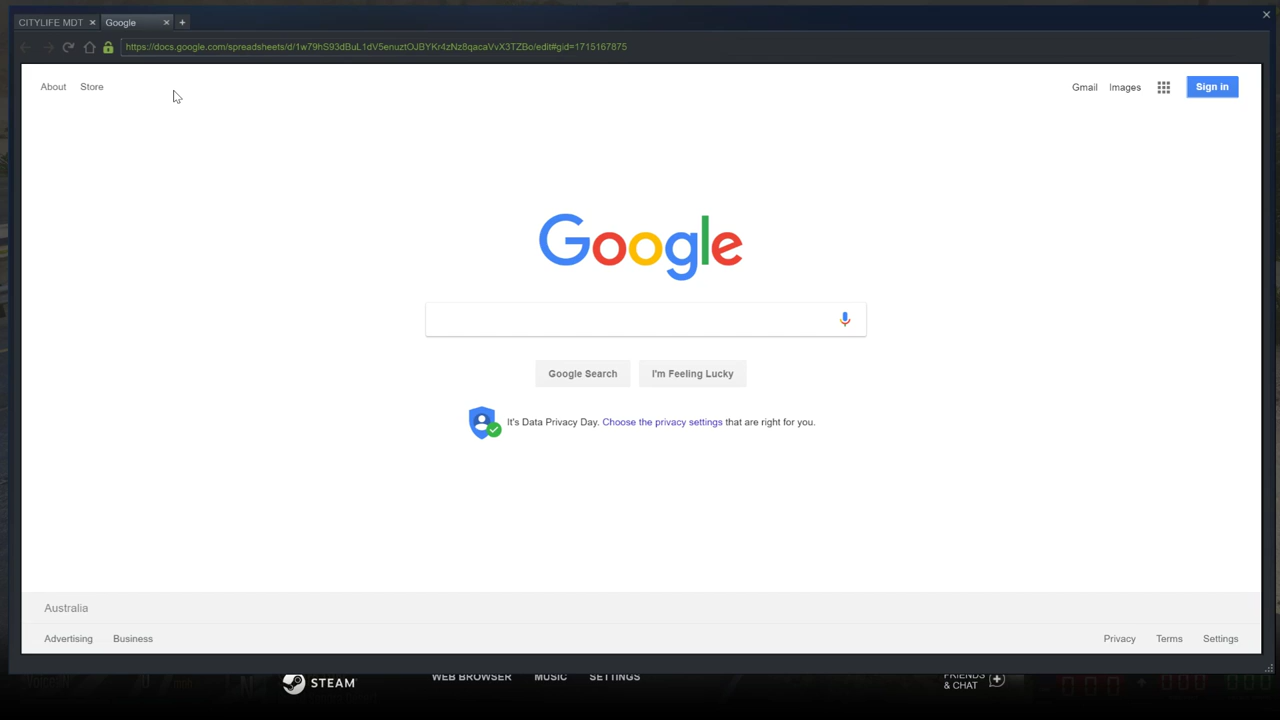 CITYLIFE MDT
Google
https://docs.google.com/spreadsheets/d/1w79hS93dBuL1dV5enuztOJBYKr4zNz8qacaVvX3TZBo/edit#gid=1715167875
About Store
Gmail Images Sign in
Google
Google Search I'm Feeling Lucky
It's Data Privacy Day. Choose the privacy settings that are right for you.
Australia
Advertising Business Privacy Terms Settings
STEAM
WEB BROWSER MUSIC SETTINGS
FRIENDS
& CHAT